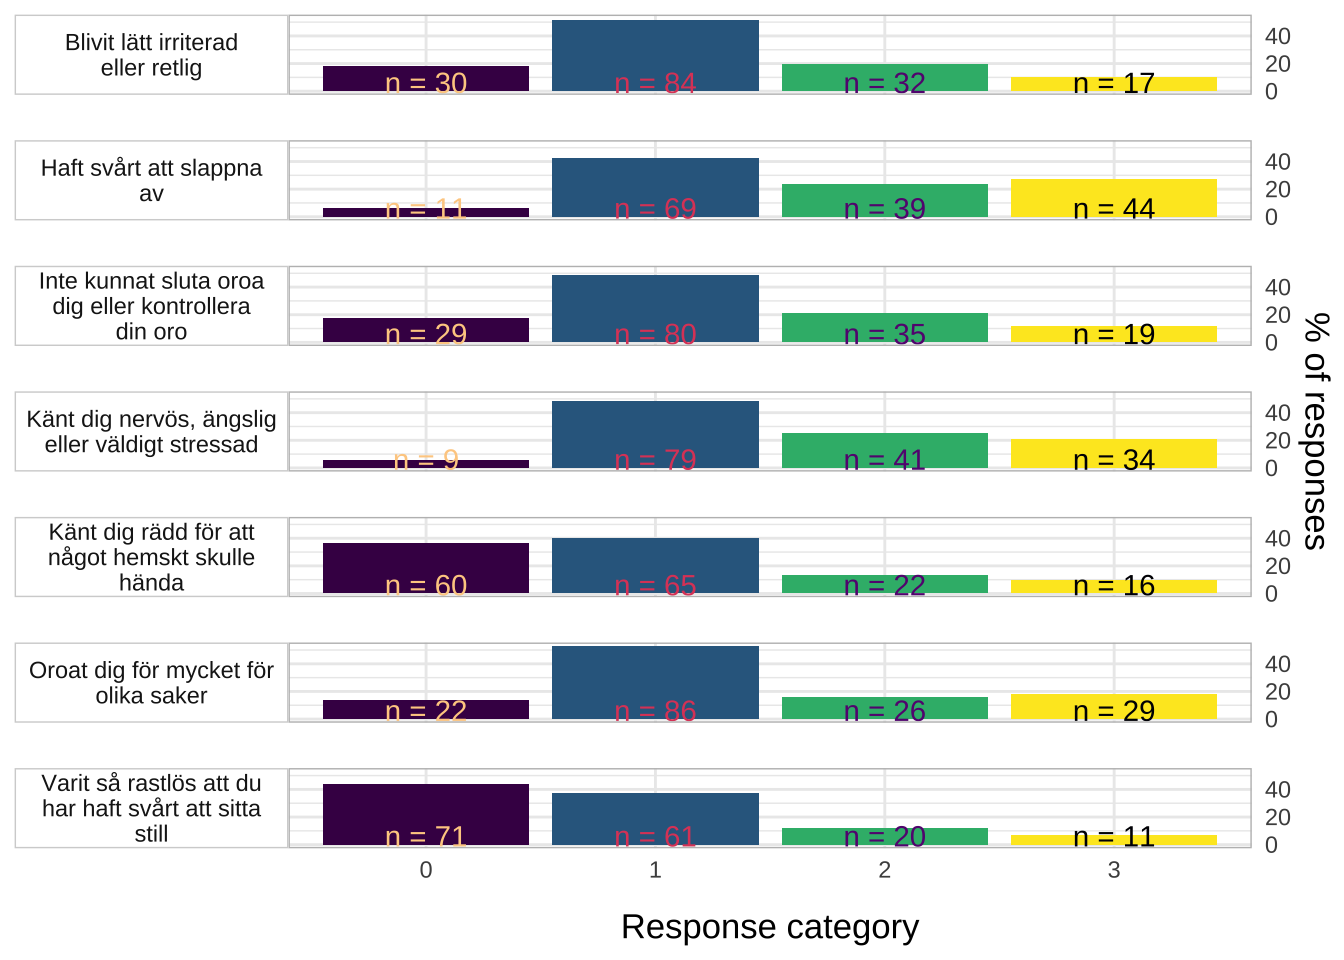 Blivit lätt irriterad
eller retlig
n = 30
n = 84
n = 32
n = 17
40
20
0
Haft svårt att slappna
av
n = 11
n = 69
n = 39
n = 44
40
20
0
Inte kunnat sluta oroa
dig eller kontrollera
din oro
n = 29
n = 80
n = 35
n = 19
40
20
0
Känt dig nervös, ängslig
eller väldigt stressad
n = 9
n = 79
n = 41
n = 34
40
20
0
Känt dig rädd för att
något hemskt skulle
hända
n = 60
n = 65
n = 22
n = 16
40
20
0
Oroat dig för mycket för
olika saker
n = 22
n = 86
n = 26
n = 29
40
20
0
Varit så rastlös att du
har haft svårt att sitta
still
n = 71
n = 61
n = 20
n = 11
40
20
0
0
1
2
3
Response category
% of responses